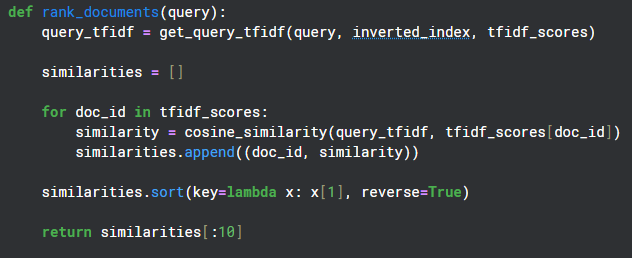 def rank_documents(query):
    query_tfidf = get_query_tfidf(query, inverted_index, tfidf_scores)
    similarities = []
    for doc_id in tfidf_scores:
        similarity = cosine_similarity(query_tfidf, tfidf_scores[doc_id])
        similarities.append((doc_id, similarity))
    similarities.sort(key=lambda x: x[1], reverse=True)
    return similarities[:10]